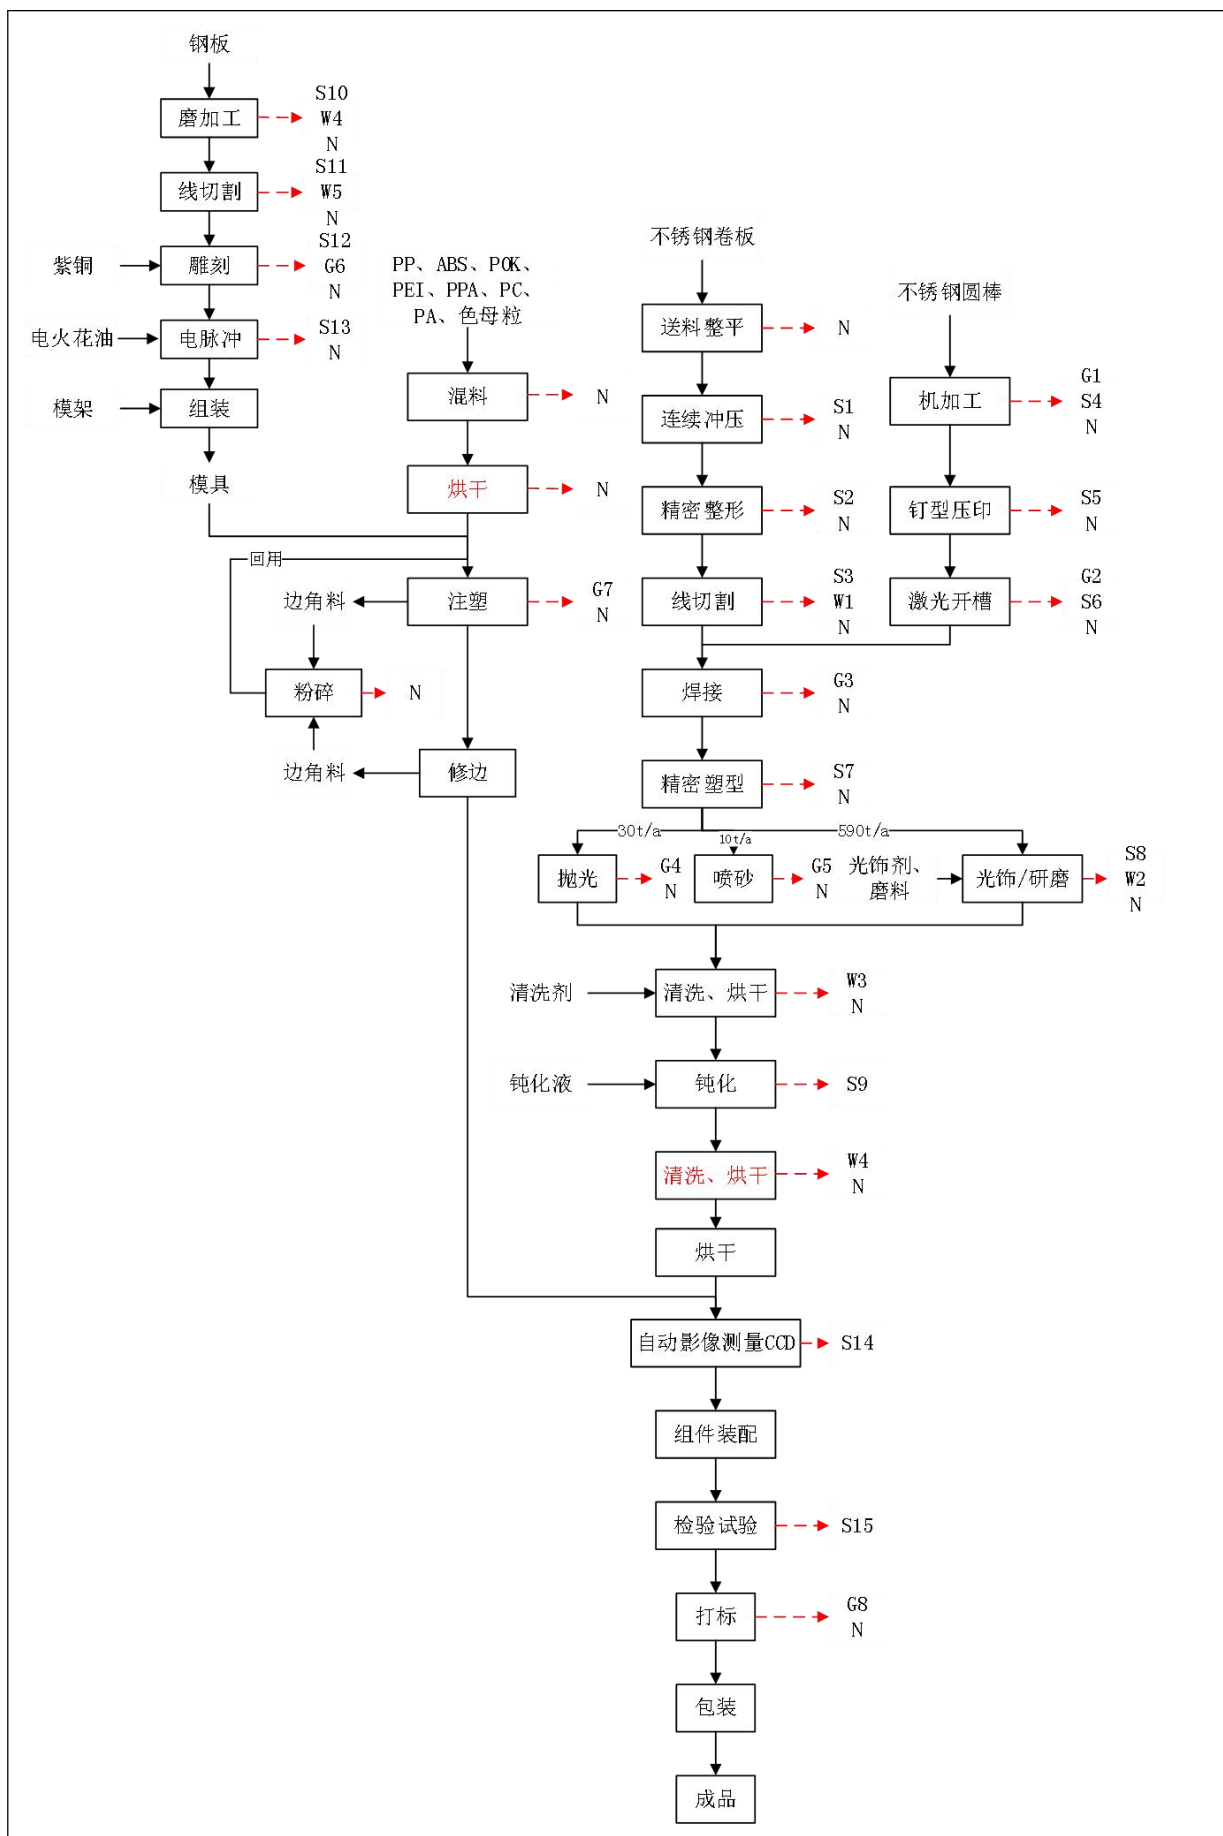 钢板
磨加工
S10
W4
N
线切割
S11
W5
N
紫铜
雕刻
S12
G6
N
电火花油
电脉冲
S13
N
模架
组装
模具
PP、ABS、POK、
PEI、PPA、PC、
PA、色母粒
混料
N
烘干
N
回用
注塑
G7
N
边角料
粉碎
N
边角料
修边
不锈钢卷板
送料整平
N
连续冲压
S1
N
精密整形
S2
N
线切割
S3
W1
N
不锈钢圆棒
机加工
G1
S4
N
钉型压印
S5
N
激光开槽
G2
S6
N
焊接
G3
N
精密塑型
S7
N
30t/a
10t/a
590t/a
抛光
G4
N
喷砂
G5
N
光饰剂、
磨料
光饰/研磨
S8
W2
N
清洗剂
清洗、烘干
W3
N
钝化液
钝化
S9
清洗、烘干
W4
N
烘干
自动影像测量CCD
S14
组件装配
检验试验
S15
打标
G8
N
包装
成品